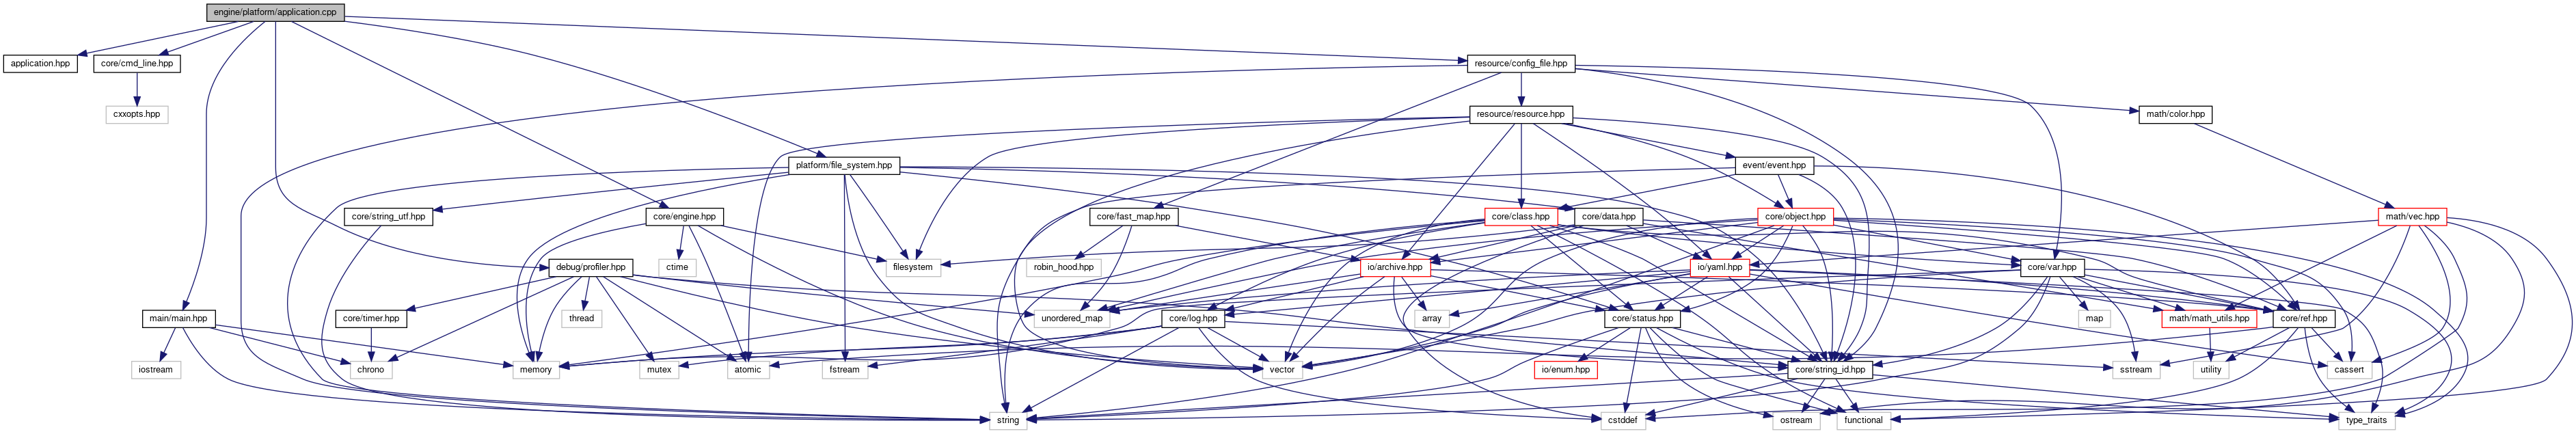 engine/platform/application.cpp
application.hpp
core/cmd_line.hpp
resource/config_file.hpp
cxxopts.hpp
resource/resource.hpp
math/color.hpp
platform/file_system.hpp
event/event.hpp
core/string_utf.hpp
core/engine.hpp
core/fast_map.hpp
core/class.hpp
core/data.hpp
core/object.hpp
math/vec.hpp
debug/profiler.hpp
ctime
filesystem
robin_hood.hpp
io/archive.hpp
io/yaml.hpp
core/var.hpp
main/main.hpp
core/timer.hpp
thread
unordered_map
core/log.hpp
array
core/status.hpp
map
math/math_utils.hpp
core/ref.hpp
iostream
chrono
memory
mutex
atomic
fstream
vector
io/enum.hpp
core/string_id.hpp
sstream
utility
cassert
string
cstddef
ostream
functional
type_traits